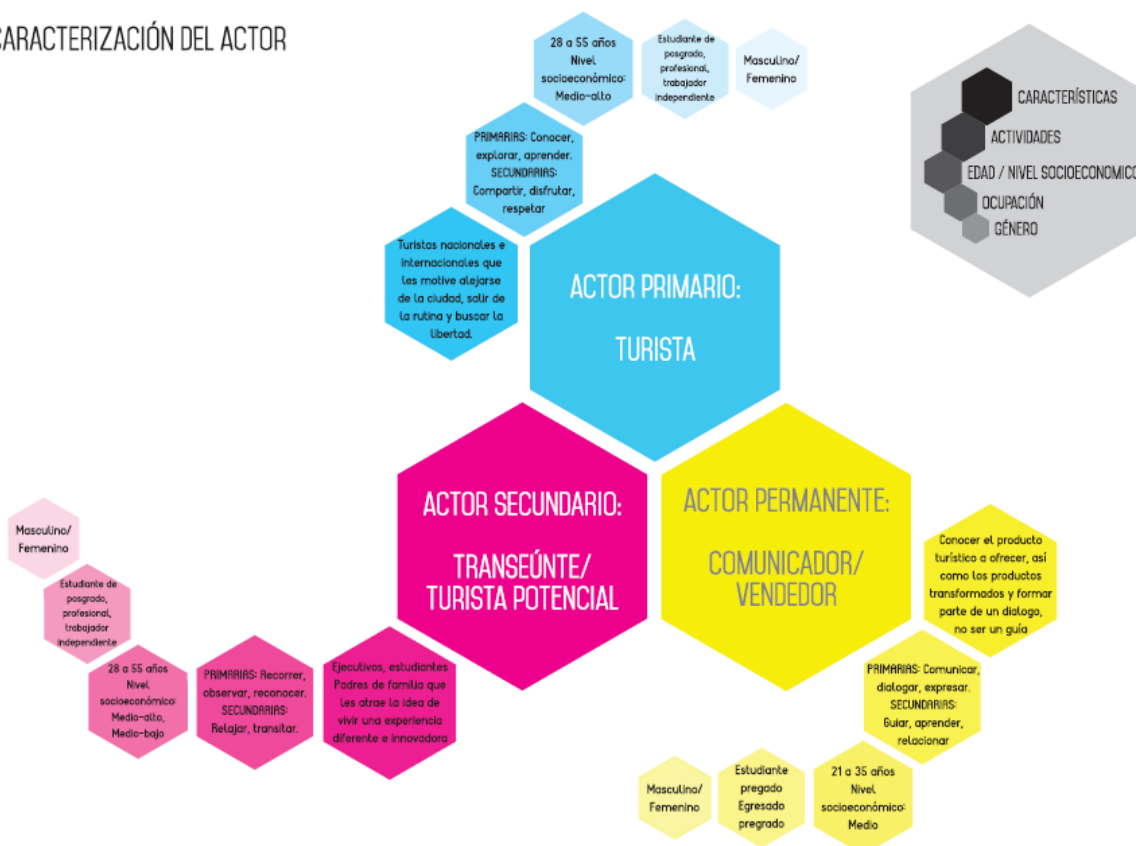 CARACTERIZACIÓN DEL ACTOR
28 a 55 años
Nivel
socioeconómico:
Medio-alto
Estudiante de
posgrado,
profesional,
trabajador
independiente
Masculino/
Femenino
PRIMARIAS: Conocer,
explorar, aprender.
SECUNDARIAS:
Compartir, disfrutar,
respetar
Turistas nacionales e
internacionales que
les motive alejarse
de la ciudad, salir de
la rutina y buscar la
libertad.
ACTOR PRIMARIO:
TURISTA
CARACTERÍSTICAS
ACTIVIDADES
EDAD / NIVEL SOCIOECONOMICO
OCUPACIÓN
GÉNERO
ACTOR SECUNDARIO:
TRANSEÚNTE/
TURISTA POTENCIAL
Masculino/
Femenino
Estudiante de
posgrado,
profesional,
trabajador
independiente
28 a 55 años
Nivel
socioeconómico:
Medio-alto,
Medio-bajo
PRIMARIAS: Recorrer,
observar, reconocer.
SECUNDARIAS:
Relajar, transitar.
Ejecutivos, estudiantes
Padres de familia que
les atrae la idea de
vivir una experiencia
diferente e innovadora
ACTOR PERMANENTE:
COMUNICADOR/
VENDEDOR
Conocer el producto
turístico a ofrecer, así
como los productos
transformados y formar
parte de un dialogo,
no ser un guía
PRIMARIAS: Comunicar,
dialogar, expresar.
SECUNDARIAS:
Guiar, aprender,
relacionar
21 a 35 años
Nivel
socioeconómico:
Medio
Estudiante
pregado
Egresado
pregrado
Masculino/
Femenino